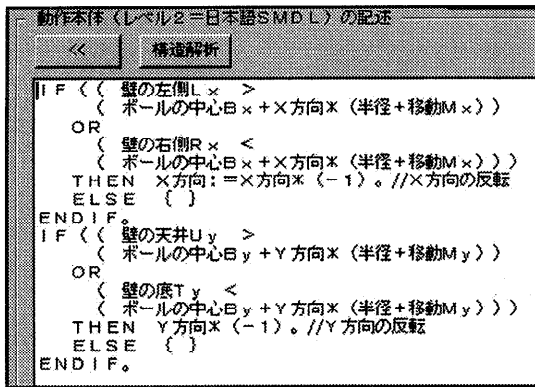 動作本体(レベル2=日本語SMDL)の記述
<< 構造解析
IF(( 壁の左側Lx >
( ボールの中心Bx+X方向*(半径+移動Mx))
OR
( 壁の右側Rx <
( ボールの中心Bx+X方向*(半径+移動Mx)))
THEN X方向:=X方向*(-1)。//X方向の反転
ELSE { }
ENDIF。
IF(( 壁の天井Uy >
( ボールの中心By+Y方向*(半径+移動My))
OR
( 壁の底Ty <
( ボールの中心By+Y方向*(半径+移動My)))
THEN Y方向*(-1)。//Y方向の反転
ELSE { }
ENDIF。